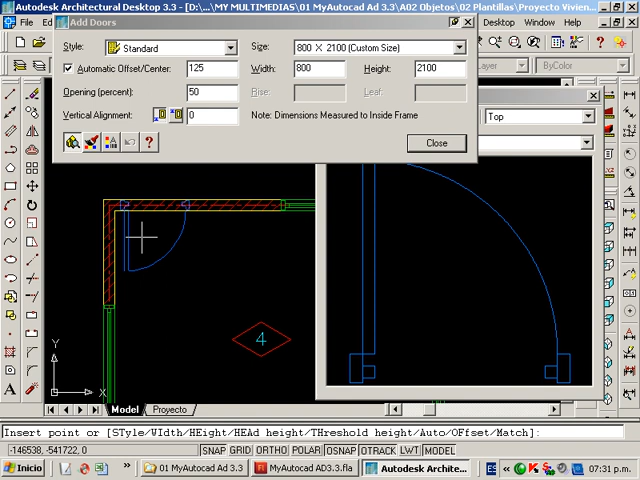 Autodesk Architectural Desktop 3.3 - [D:\...\MY MULTIMEDIAS\01 MyAutocad Ad 3.3\A02 Objetos\02 Plantillas\Proyecto Vivien...
Add Doors
Desktop Window Help
Style: Standard
Size: 800 X 2100 (Custom Size)
Automatic Offset/Center: 125
Width: 800
Height: 2100
Layer
ByColor
Opening (percent): 50
Rise:
Leaf:
Vertical Alignment: 0
Note: Dimensions Measured to Inside Frame
Top
Close
4
Y
X
Model
Proyecto
Insert point or [STyle/WIdth/HEight/HEAd height/THreshold height/Auto/OFfset/Match]:
-146538, -541722, 0
SNAP GRID ORTHO POLAR OSNAP OTRACK LWT MODEL
Inicio
01 MyAutocad Ad 3.3
MyAutocad AD3.3.fla
Autodesk Architecte...
ES
07:31 p.m.